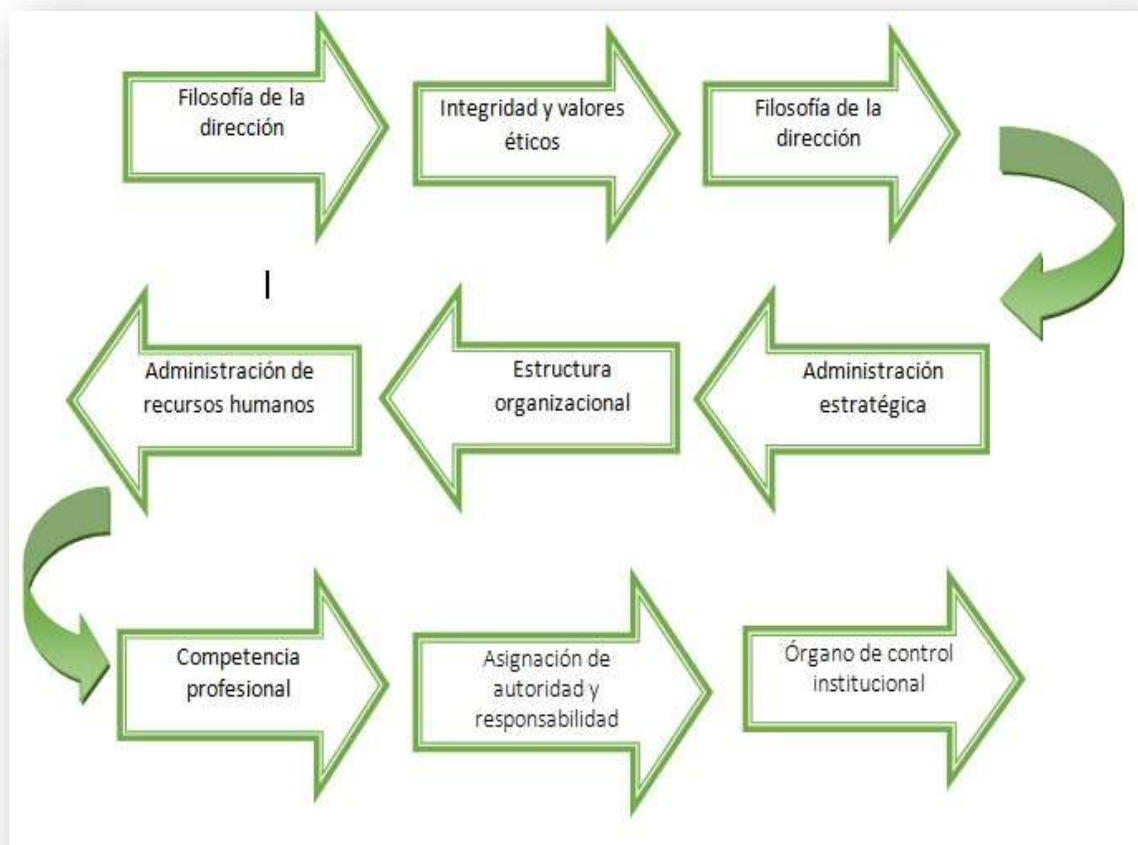 Filosofía de la
dirección
Integridad y valores
éticos
Filosofía de la
dirección
Administración
estratégica
Estructura
organizacional
Administración de
recursos humanos
Competencia
profesional
Asignación de
autoridad y
responsabilidad
Órgano de control
institucional